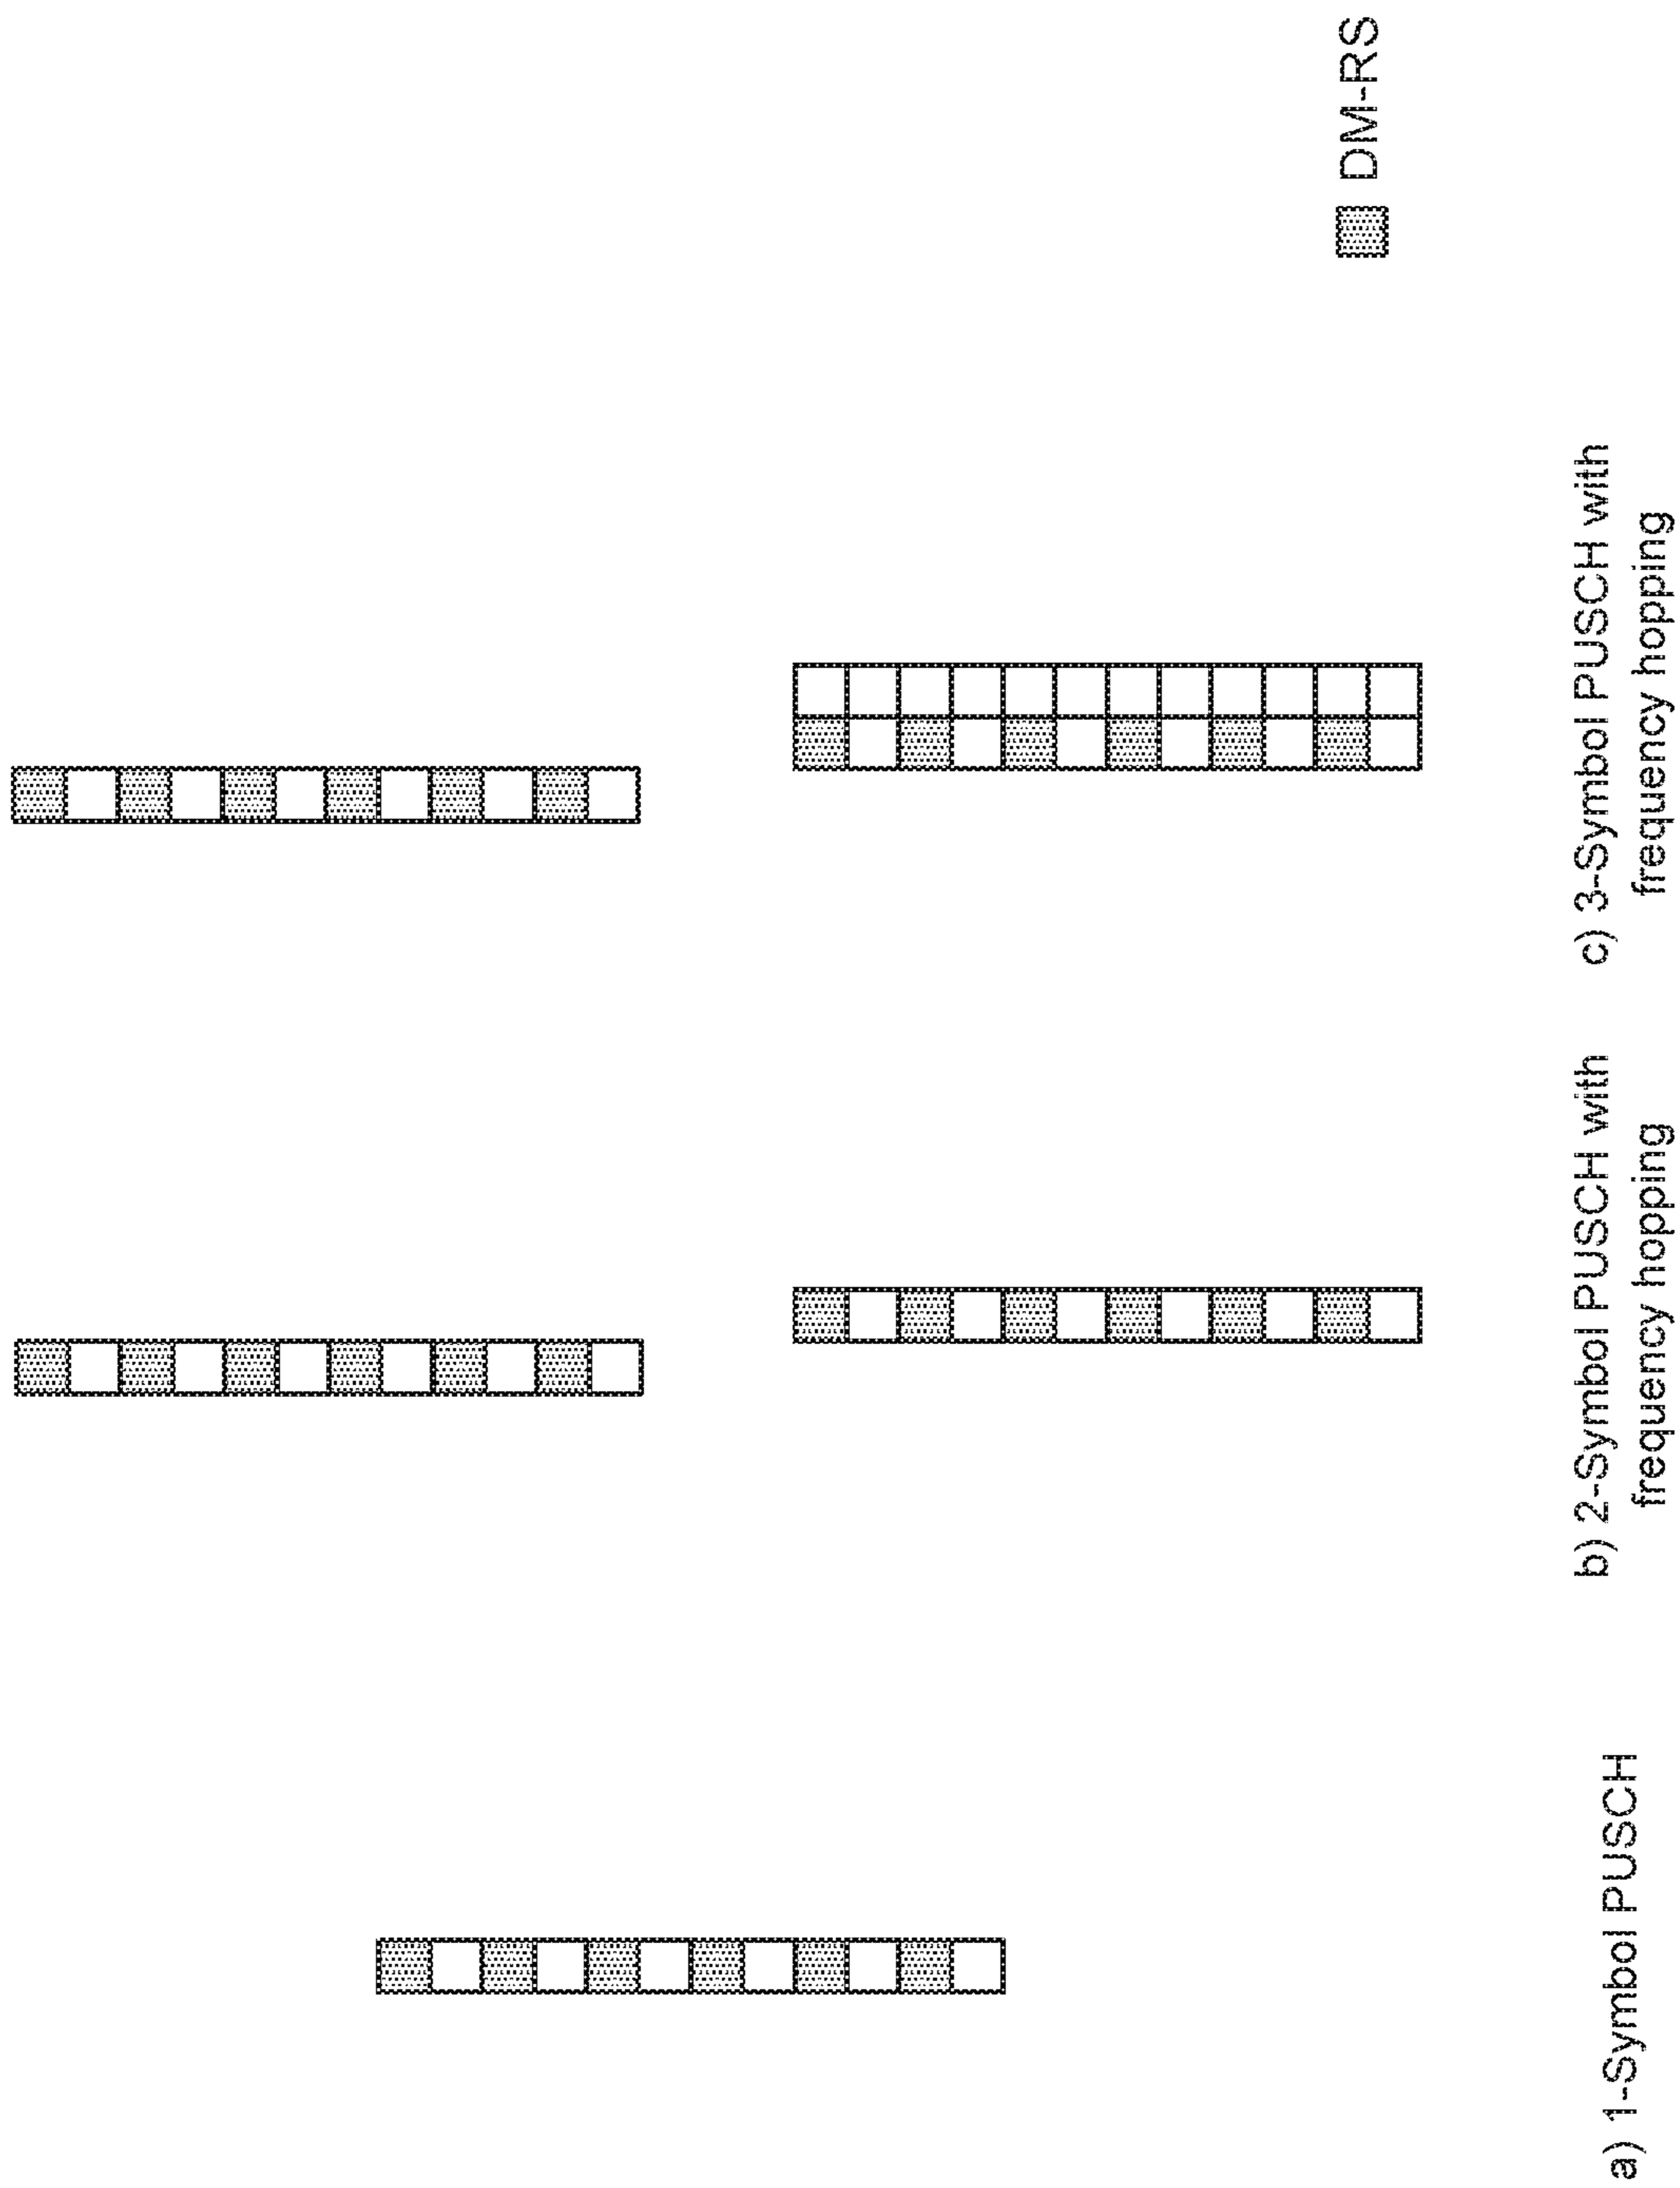 DM-RS
a) 1-Symbol PUSCH
b) 2-Symbol PUSCH with
frequency hopping
c) 3-Symbol PUSCH with
frequency hopping